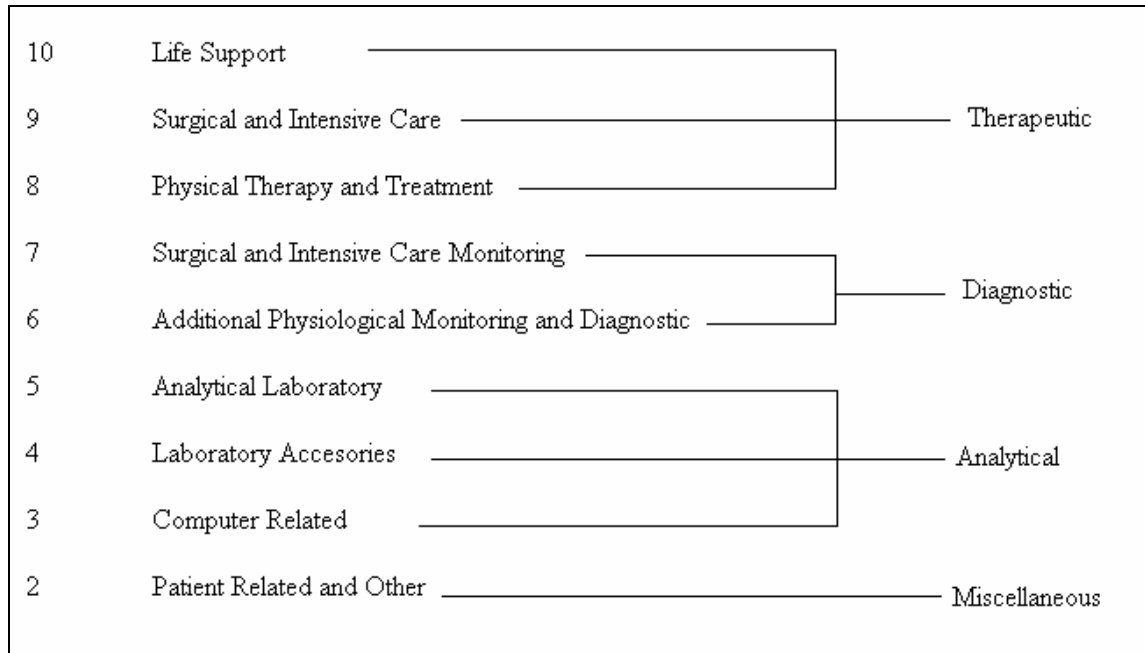 10 Life Support
9 Surgical and Intensive Care Therapeutic
8 Physical Therapy and Treatment
7 Surgical and Intensive Care Monitoring
Diagnostic
6 Additional Physiological Monitoring and Diagnostic
5 Analytical Laboratory
4 Laboratory Accesories Analytical
3 Computer Related
2 Patient Related and Other Miscellaneous